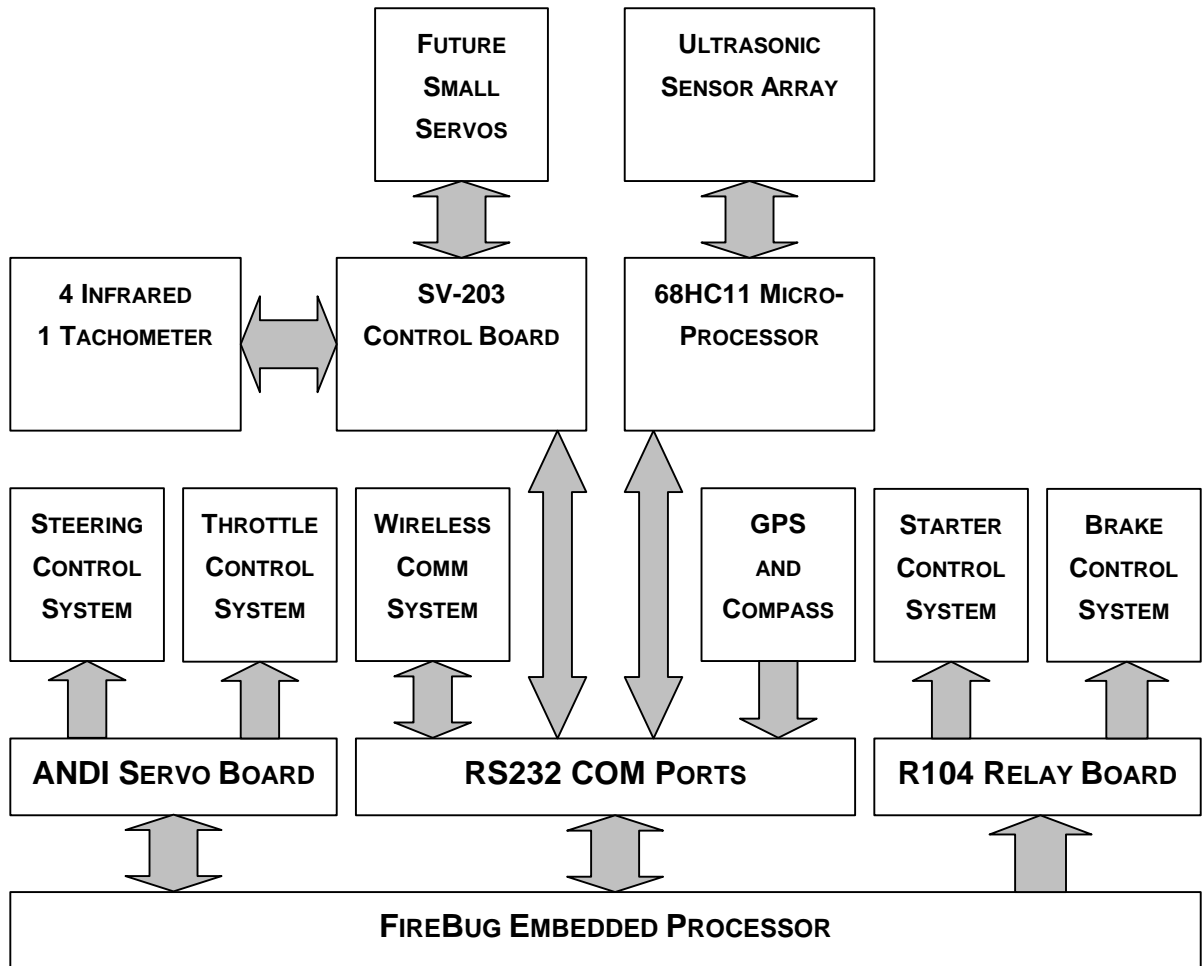 FUTURE
SMALL
SERVOS
ULTRASONIC
SENSOR ARRAY
4 INFRARED
1 TACHOMETER
SV-203
CONTROL BOARD
68HC11 MICRO-
PROCESSOR
STEERING
CONTROL
SYSTEM
THROTTLE
CONTROL
SYSTEM
WIRELESS
COMM
SYSTEM
GPS
AND
COMPASS
STARTER
CONTROL
SYSTEM
BRAKE
CONTROL
SYSTEM
ANDI SERVO BOARD
RS232 COM PORTS
R104 RELAY BOARD
FIREBUG EMBEDDED PROCESSOR